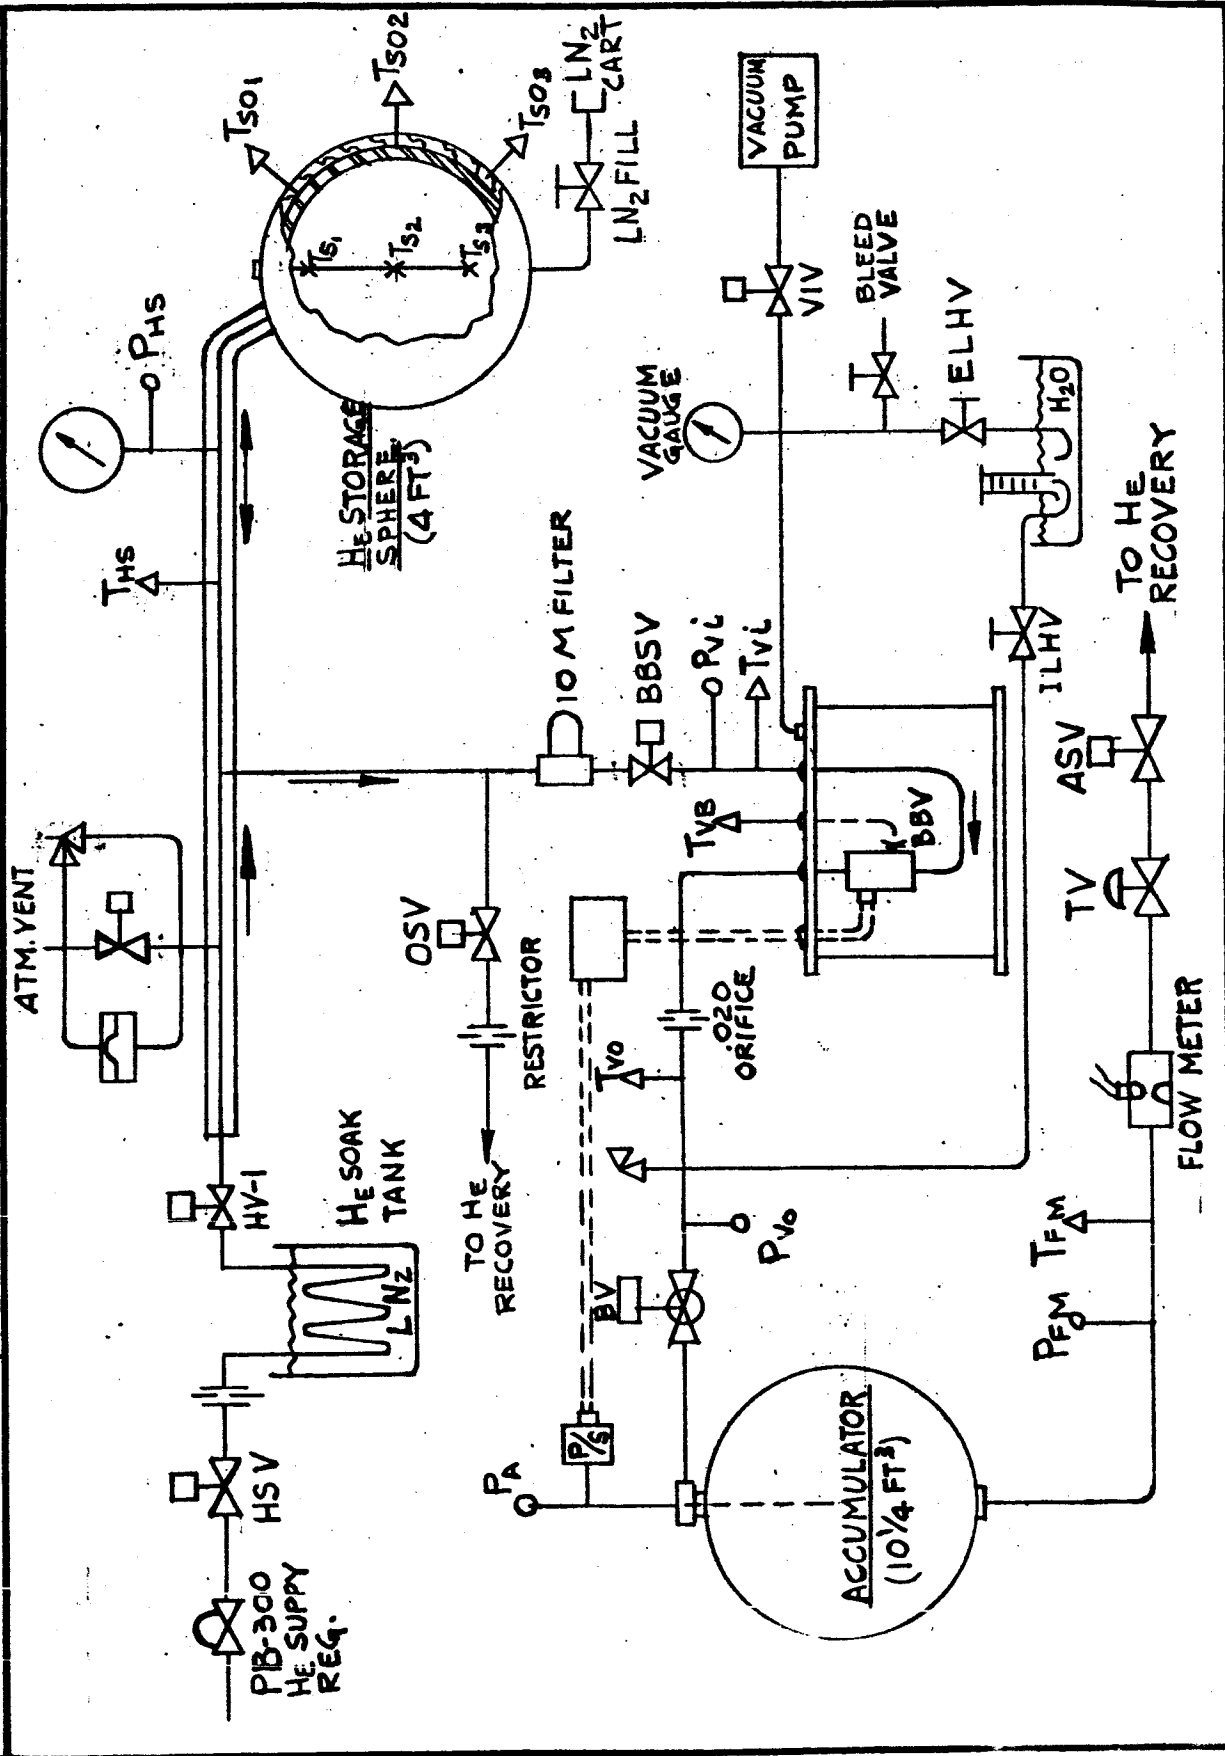 PB-300
HE SUPPY
REG.
HSV
LN2
HE SOAK
TANK
HV-1
ATM. VENT
THS
PHS
HE STORAGE
SPHERE
(4 FT³)
TSO1
TSO2
TSO3
TS1
TS2
TS3
LN2 FILL
LN2
CART
OSV
RESTRICTOR
TO HE
RECOVERY
10 M FILTER
BBSV
PVi
TVi
TVB
BBV
VACUUM
PUMP
VIV
VACUUM
GAUGE
BLEED
VALVE
ELHV
H2O
ILHV
.020
ORIFICE
TVO
PVO
BV
P/S
PA
ACCUMULATOR
(10 1/4 FT³)
PFM
TFM
FLOW METER
TV
ASV
TO HE
RECOVERY